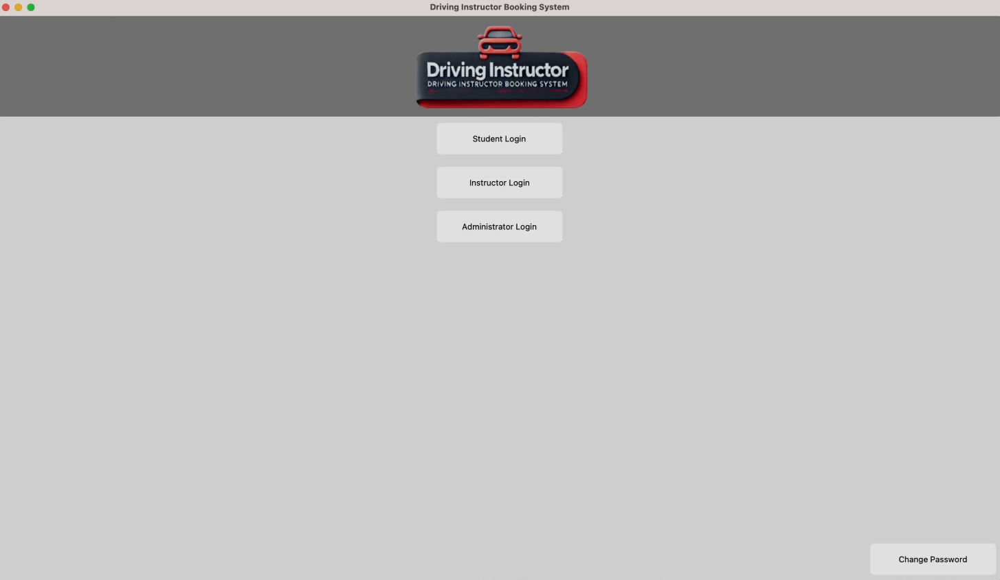 Driving Instructor Booking System
Driving Instructor
DRIVING INSTRUCTOR BOOKING SYSTEM
Student Login
Instructor Login
Administrator Login
Change Password